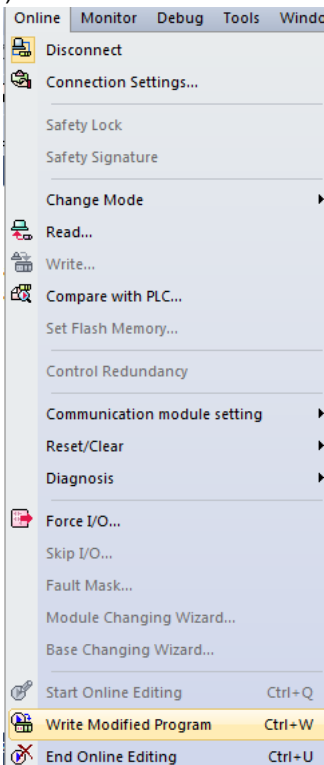 Online Monitor Debug Tools
Disconnect
Connection Settings...
Safety Lock
Safety Signature
Change Mode
Read...
Write...
Compare with PLC...
Set Flash Memory...
Control Redundancy
Communication module setting
Reset/Clear
Diagnosis
Force I/O...
Skip I/O...
Fault Mask...
Module Changing Wizard...
Base Changing Wizard...
Start Online Editing Ctrl+Q
Write Modified Program Ctrl+W
End Online Editing Ctrl+U